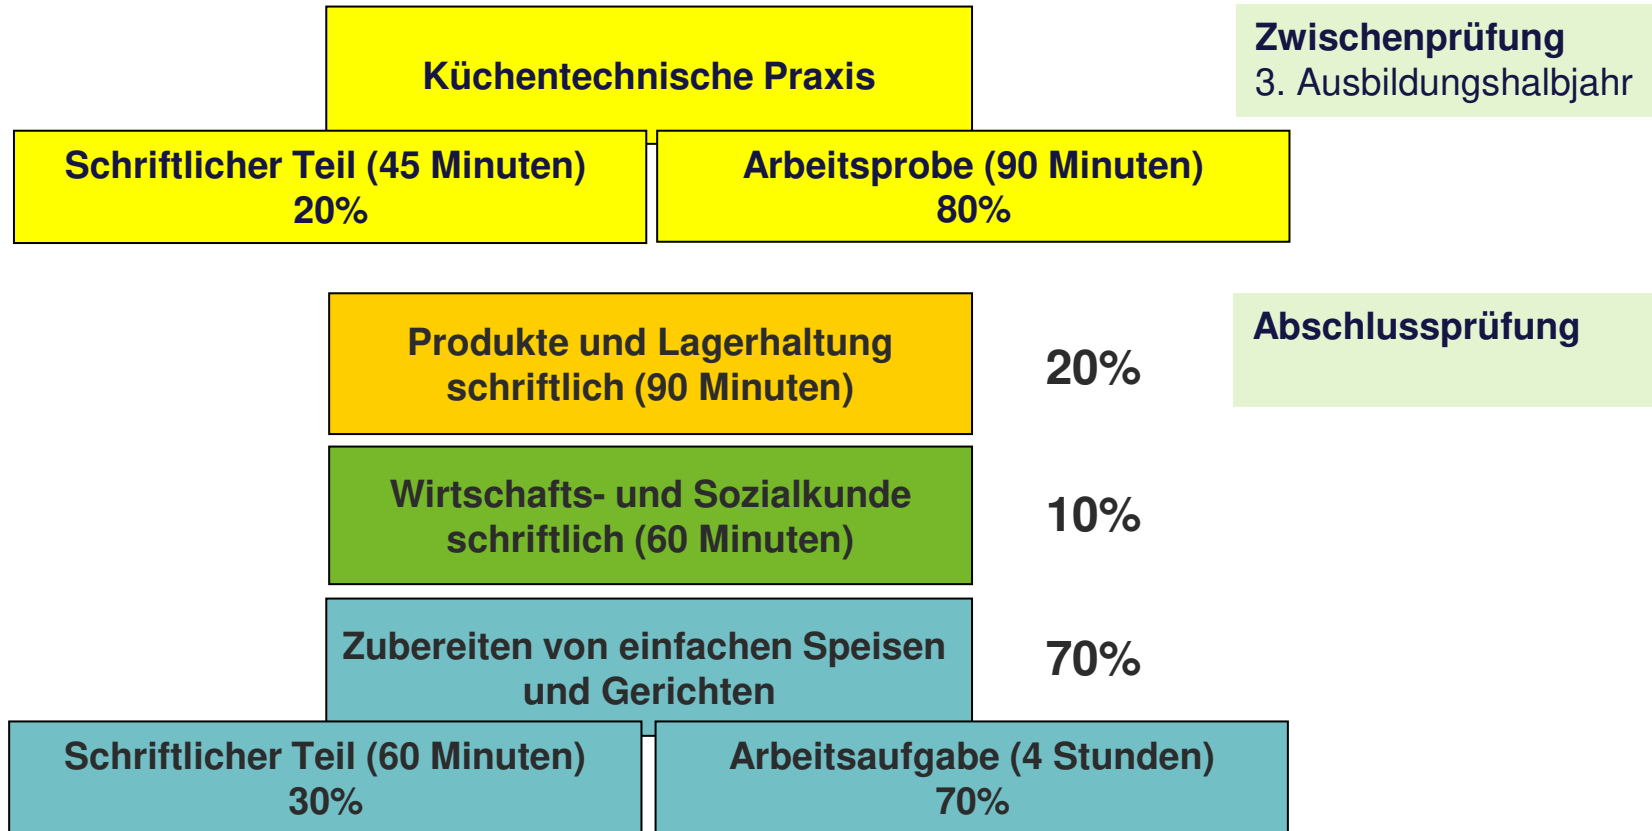 Küchentechnische Praxis
Zwischenprüfung
3. Ausbildungshalbjahr
Schriftlicher Teil (45 Minuten)
20%
Arbeitsprobe (90 Minuten)
80%
Produkte und Lagerhaltung
schriftlich (90 Minuten)
20%
Abschlussprüfung
Wirtschafts- und Sozialkunde
schriftlich (60 Minuten)
10%
Zubereiten von einfachen Speisen
und Gerichten
70%
Schriftlicher Teil (60 Minuten)
30%
Arbeitsaufgabe (4 Stunden)
70%